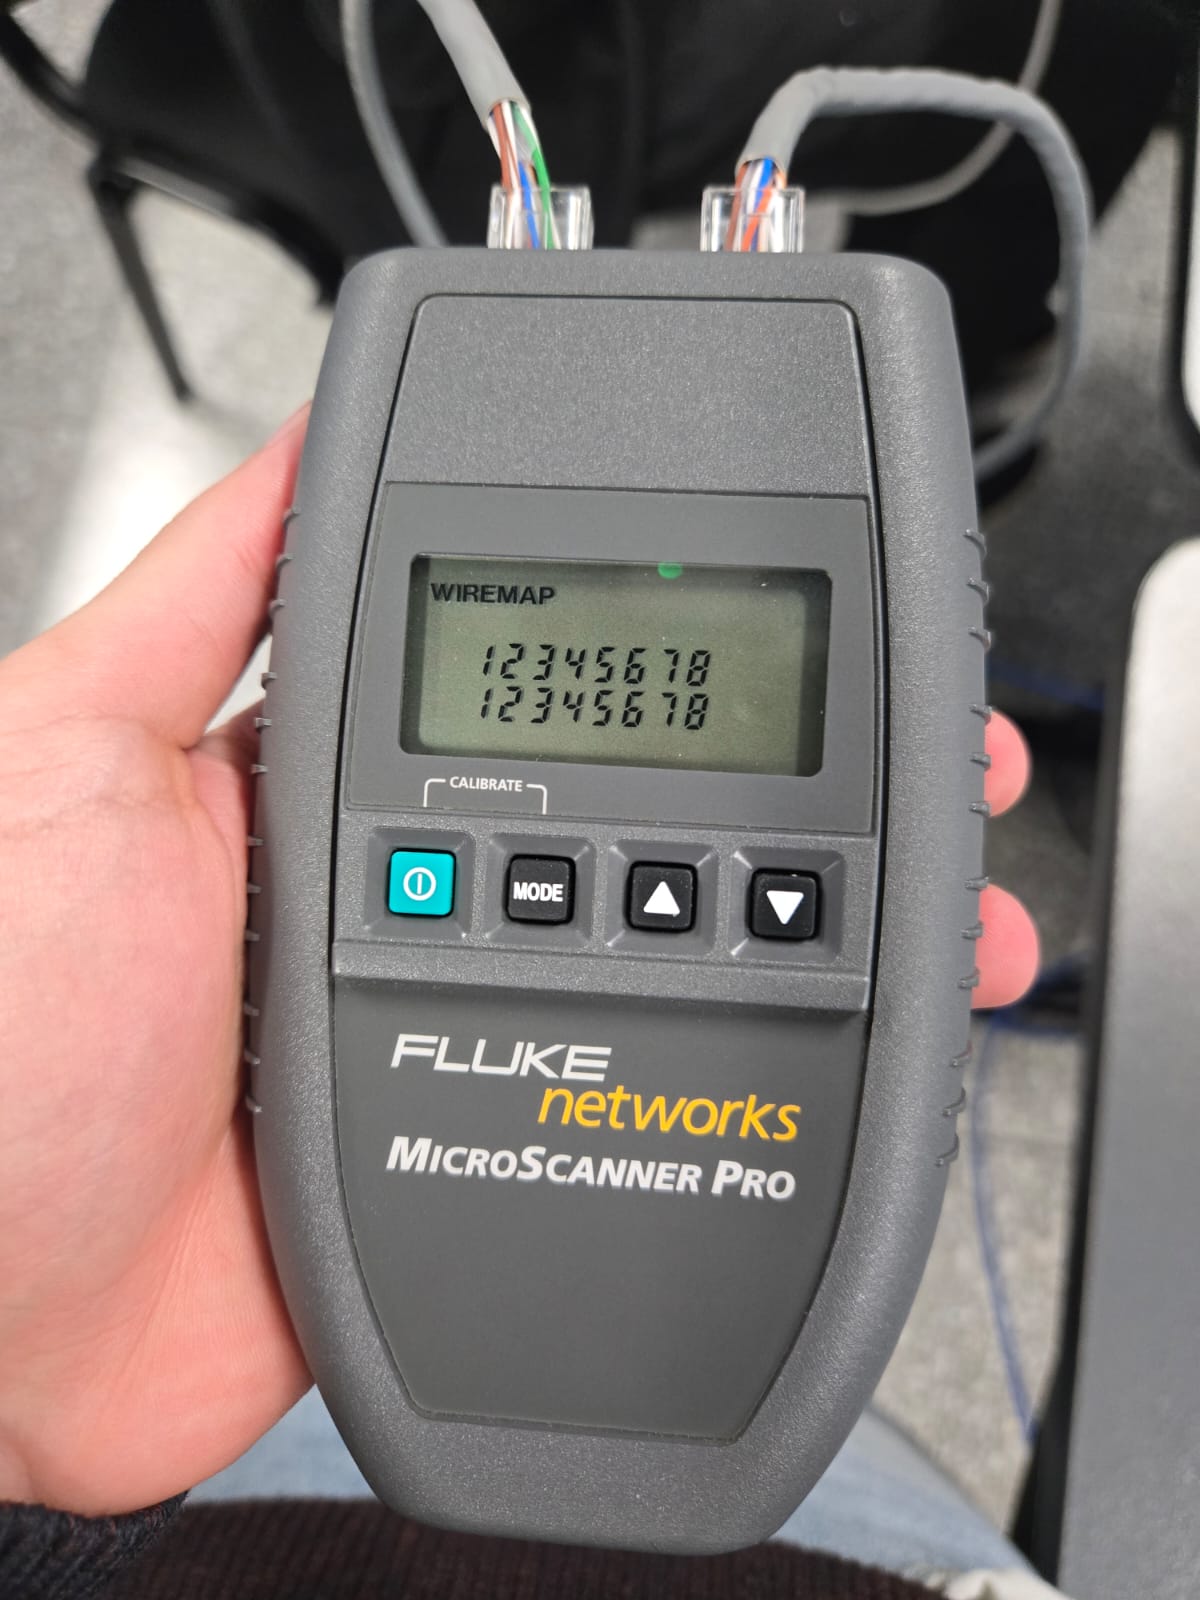 WIREMAP
12345678
12345678
CALIBRATE
MODE
FLUKE
networks
MICROSCANNER PRO